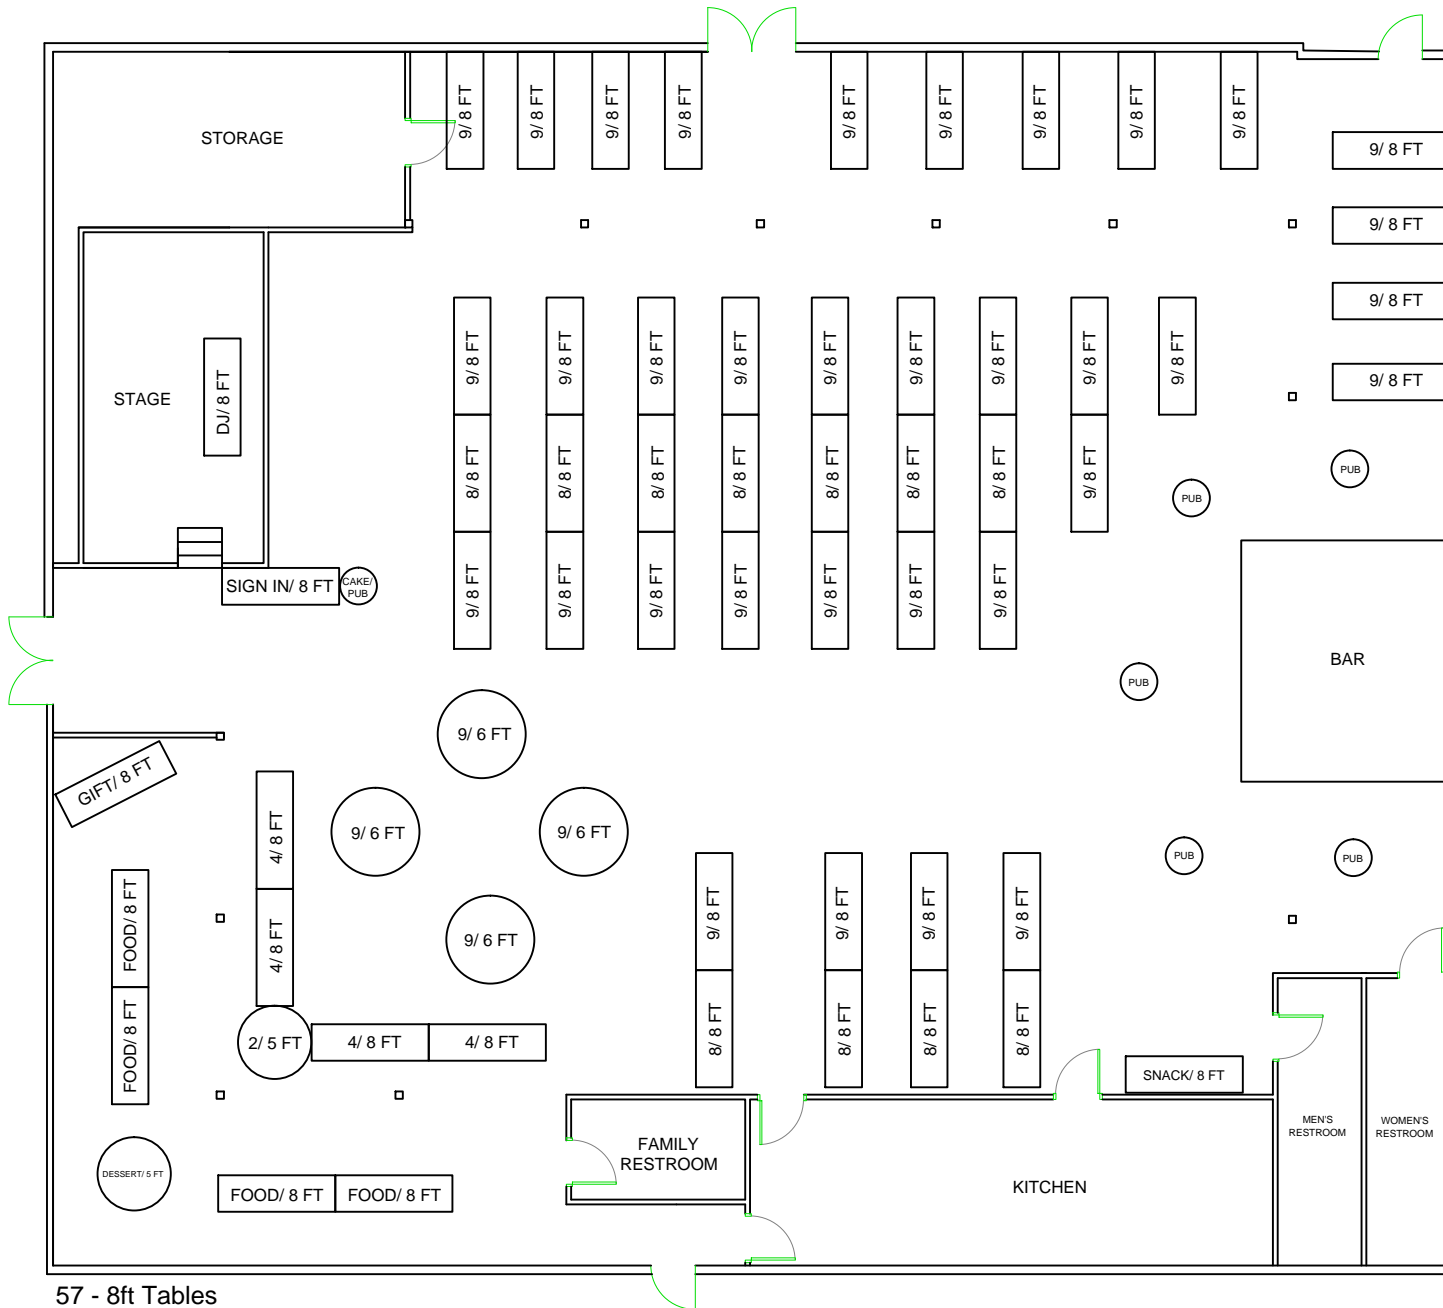 9/ 8 FT
9/ 8 FT
9/ 8 FT
9/ 8 FT
9/ 8 FT
9/ 8 FT
9/ 8 FT
9/ 8 FT
9/ 8 FT
STORAGE
9/ 8 FT
9/ 8 FT
9/ 8 FT
9/ 8 FT
9/ 8 FT
9/ 8 FT
9/ 8 FT
9/ 8 FT
9/ 8 FT
9/ 8 FT
9/ 8 FT
9/ 8 FT
9/ 8 FT
STAGE
DJ/ 8 FT
8/ 8 FT
8/ 8 FT
8/ 8 FT
8/ 8 FT
8/ 8 FT
8/ 8 FT
8/ 8 FT
9/ 8 FT
PUB
PUB
SIGN IN/ 8 FT
CAKE/
PUB
9/ 8 FT
9/ 8 FT
9/ 8 FT
9/ 8 FT
9/ 8 FT
9/ 8 FT
9/ 8 FT
BAR
PUB
9/ 6 FT
GIFT/ 8 FT
9/ 6 FT
9/ 6 FT
4/ 8 FT
PUB
PUB
9/ 8 FT
9/ 8 FT
9/ 8 FT
9/ 8 FT
FOOD/ 8 FT
4/ 8 FT
9/ 6 FT
FOOD/ 8 FT
2/ 5 FT
4/ 8 FT
4/ 8 FT
8/ 8 FT
8/ 8 FT
8/ 8 FT
8/ 8 FT
SNACK/ 8 FT
MEN'S
RESTROOM
WOMEN'S
RESTROOM
FAMILY
RESTROOM
DESSERT/ 5 FT
FOOD/ 8 FT
FOOD/ 8 FT
KITCHEN
57 - 8ft Tables